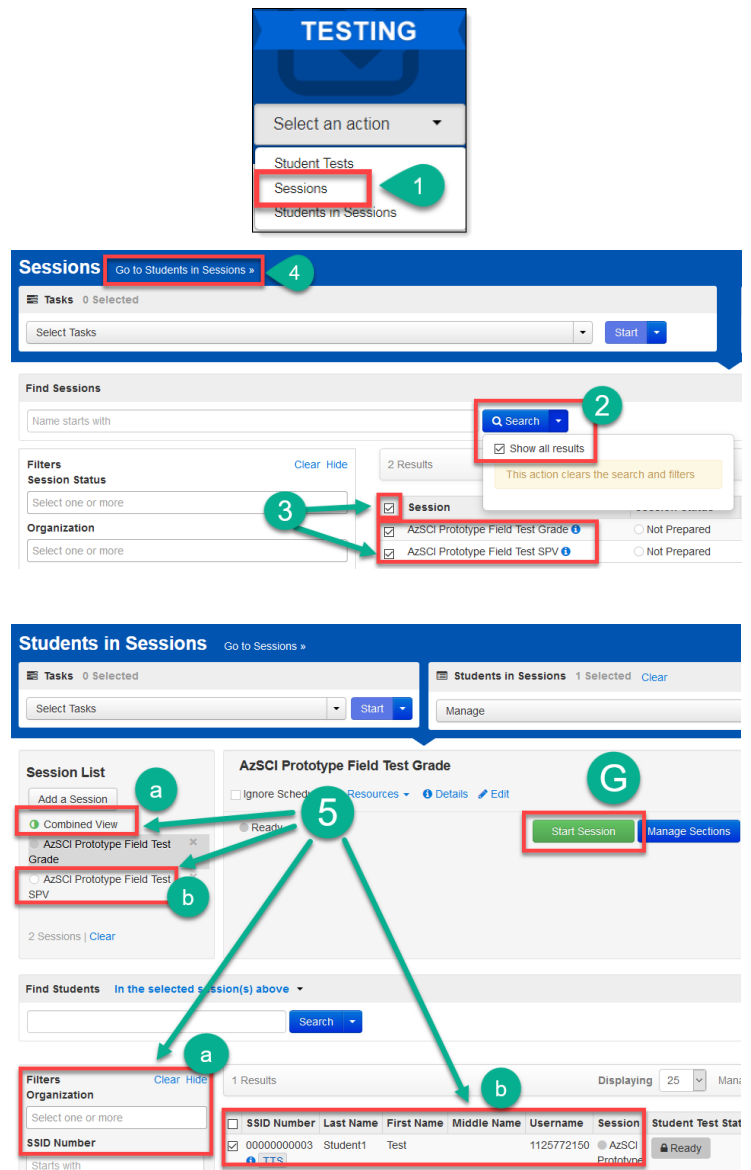 TESTING
Select an action
Student Tests
Sessions
1
Students in Sessions
Sessions Go to Students in Sessions »
4
Tasks 0 Selected
Select Tasks
Start
Find Sessions
Name starts with
Search
2
Show all results
This action clears the search and filters
Filters
Clear Hide
Session Status
Select one or more
Organization
Select one or more
2 Results
3
Session
AzSCI Prototype Field Test Grade
Not Prepared
AzSCI Prototype Field Test SPV
Not Prepared
Students in Sessions Go to Sessions »
Tasks 0 Selected
Select Tasks
Start
Students in Sessions 1 Selected Clear
Manage
Session List
Add a Session
a
Combined View
AzSCI Prototype Field Test
Grade
AzSCI Prototype Field Test
SPV
b
2 Sessions | Clear
AzSCI Prototype Field Test Grade
Ignore Resources Details Edit
5
Ready
G
Start Session
Manage Sections
Find Students In the selected session(s) above
Search
a
Filters
Clear Hide
Organization
Select one or more
SSID Number
Starts with
1 Results
b
Displaying 25
SSID Number Last Name First Name Middle Name Username Session Student Test
00000000003 Student1 Test 1125772150 AzSCI Ready
TTS Prototype